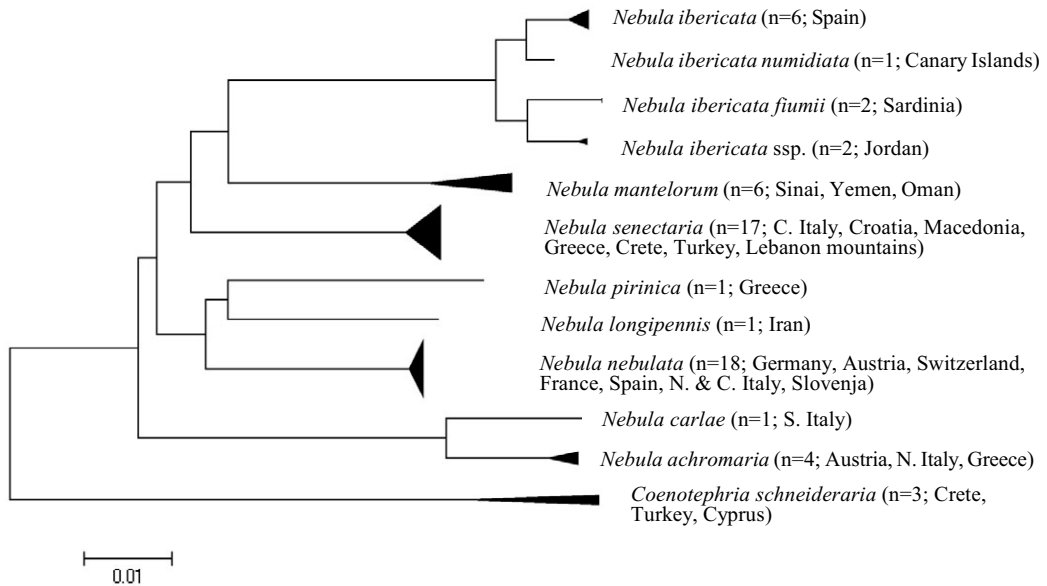 Nebula ibericata (n=6; Spain)
Nebula ibericata numidiata (n=1; Canary Islands)
Nebula ibericata fiumii (n=2; Sardinia)
Nebula ibericata ssp. (n=2; Jordan)
Nebula mantelorum (n=6; Sinai, Yemen, Oman)
Nebula senectaria (n=17; C. Italy, Croatia, Macedonia,
Greece, Crete, Turkey, Lebanon mountains)
Nebula pirinica (n=1; Greece)
Nebula longipennis (n=1; Iran)
Nebula nebulata (n=18; Germany, Austria, Switzerland,
France, Spain, N. & C. Italy, Slovenja)
Nebula carlae (n=1; S. Italy)
Nebula achromaria (n=4; Austria, N. Italy, Greece)
Coenotephria schneideraria (n=3; Crete,
Turkey, Cyprus)
0.01